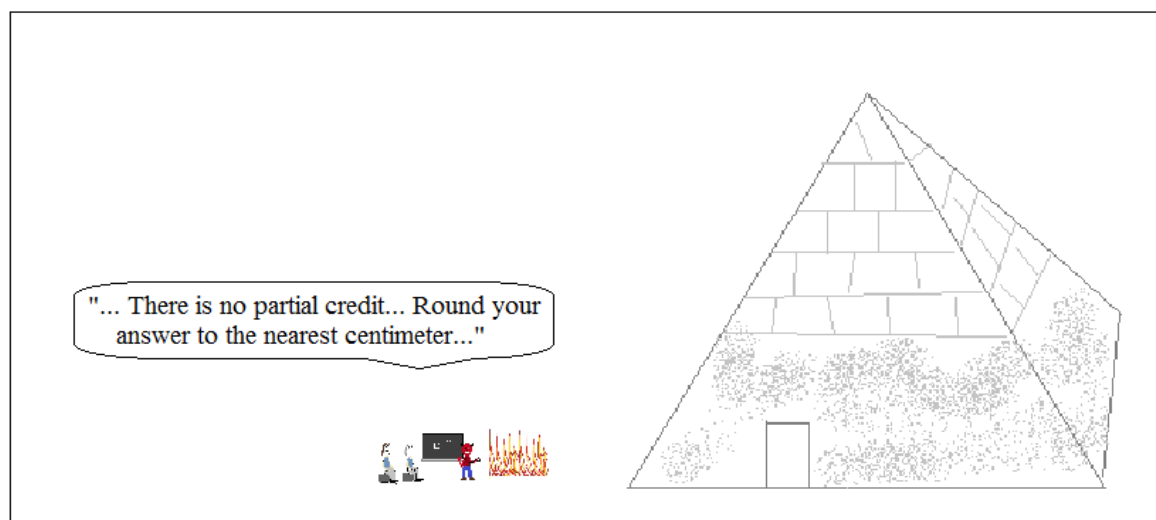 "... There is no partial credit... Round your
answer to the nearest centimeter..."